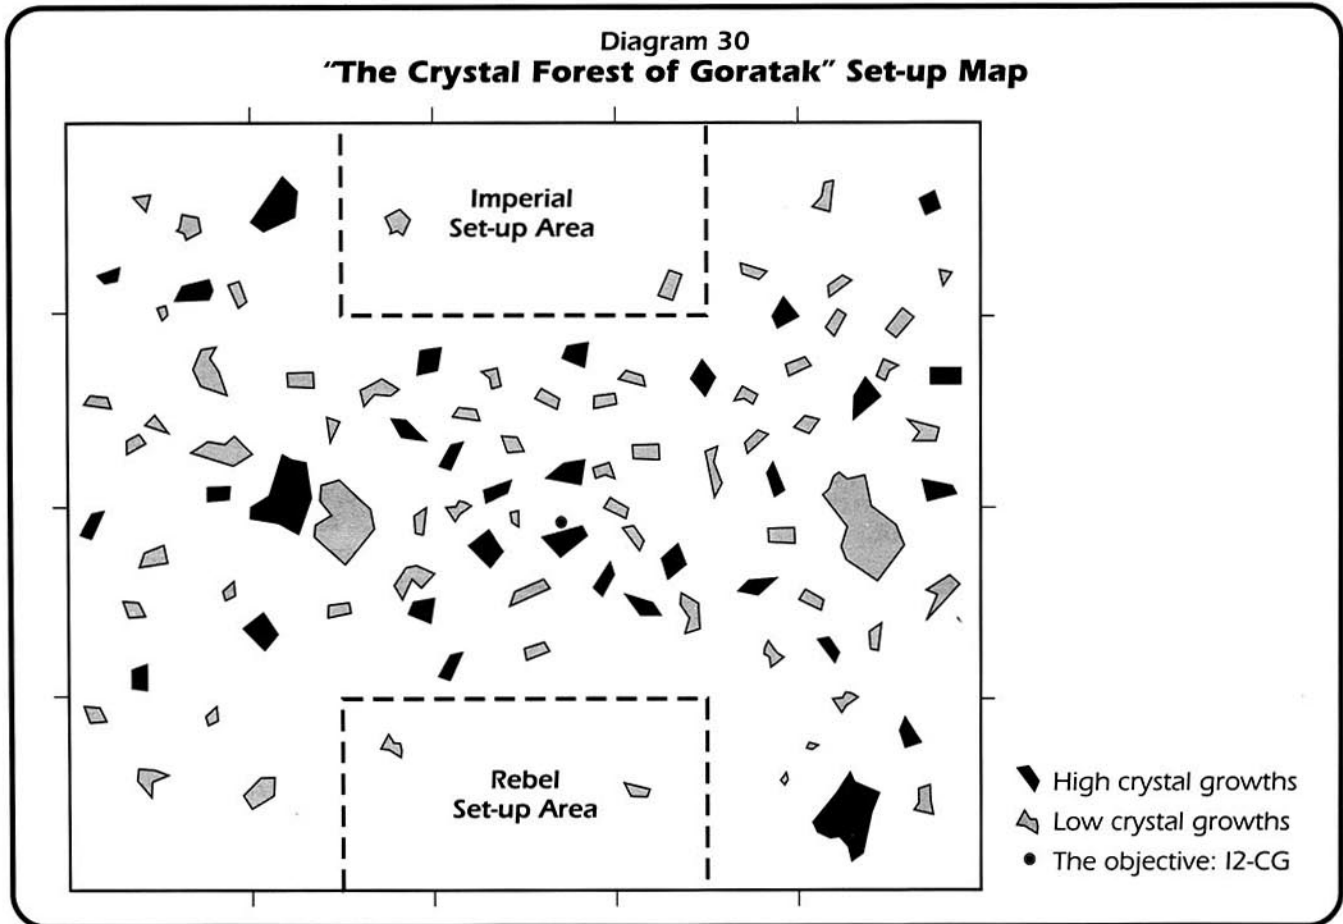 Diagram 30
"The Crystal Forest of Goratak" Set-up Map
Imperial
Set-up Area
Rebel
Set-up Area
High crystal growths
Low crystal growths
The objective: I2-CG